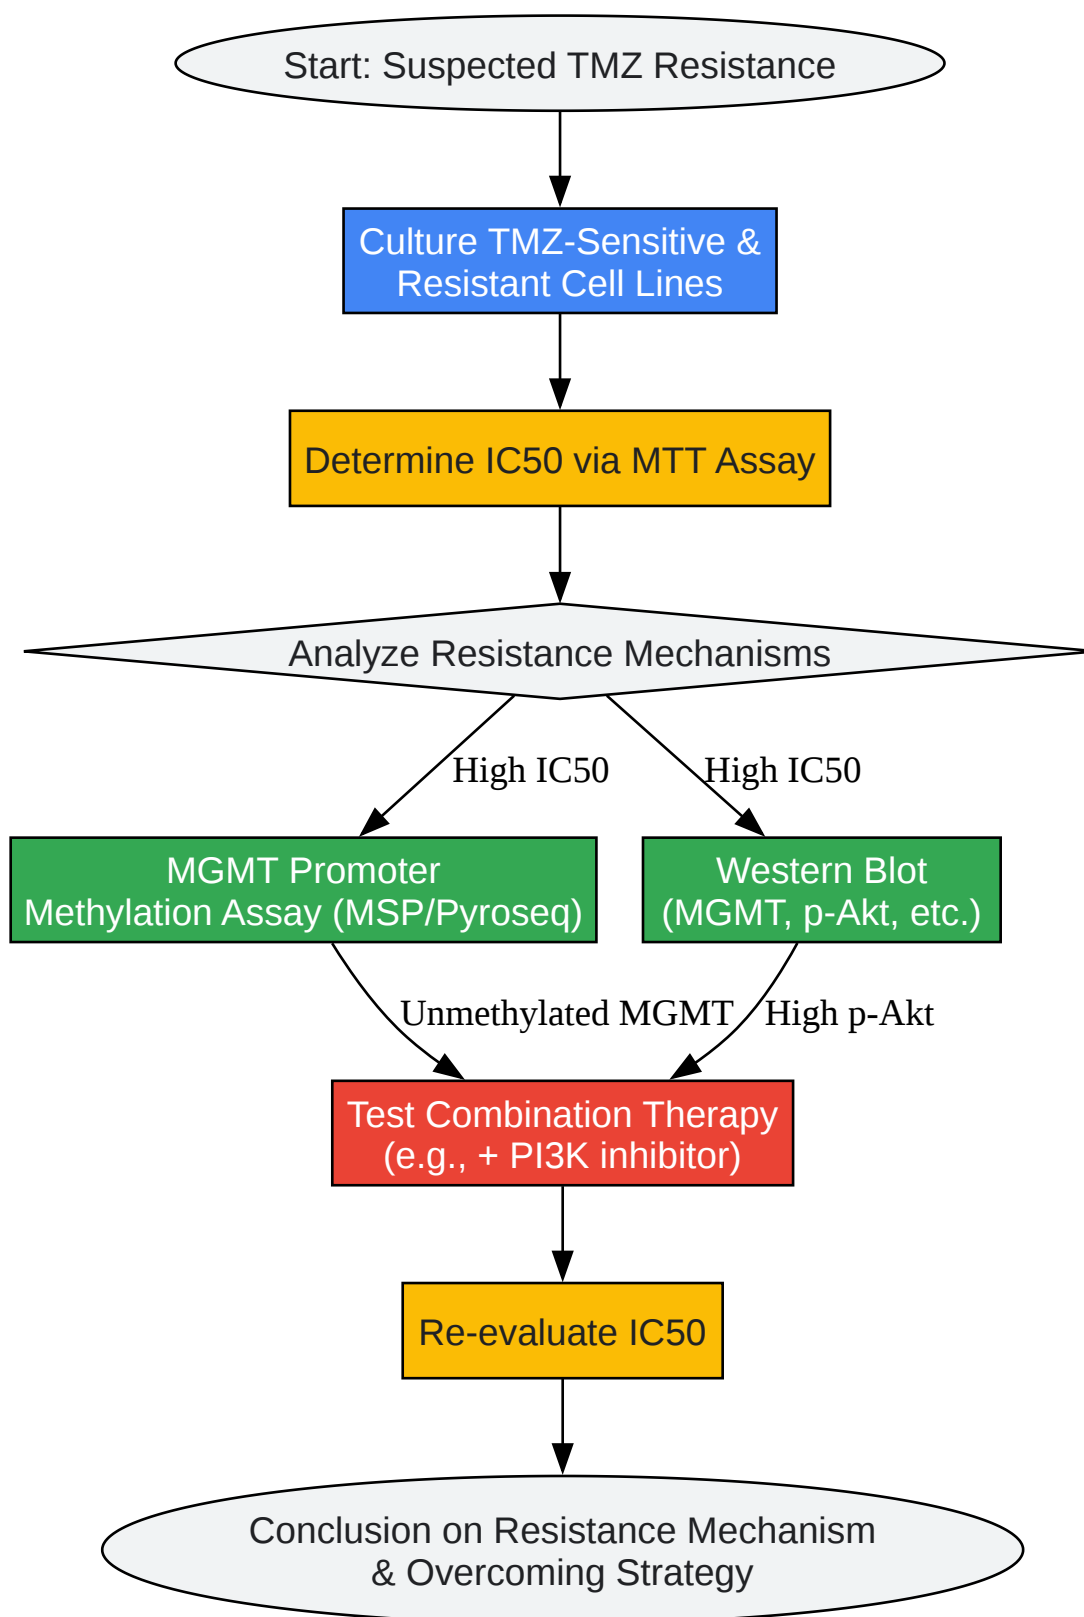 Start: Suspected TMZ Resistance
Culture TMZ-Sensitive &
Resistant Cell Lines
Determine IC50 via MTT Assay
Analyze Resistance Mechanisms
High IC50
High IC50
MGMT Promoter
Methylation Assay (MSP/Pyroseq)
Western Blot
(MGMT, p-Akt, etc.)
Unmethylated MGMT
High p-Akt
Test Combination Therapy
(e.g., + PI3K inhibitor)
Re-evaluate IC50
Conclusion on Resistance Mechanism
& Overcoming Strategy